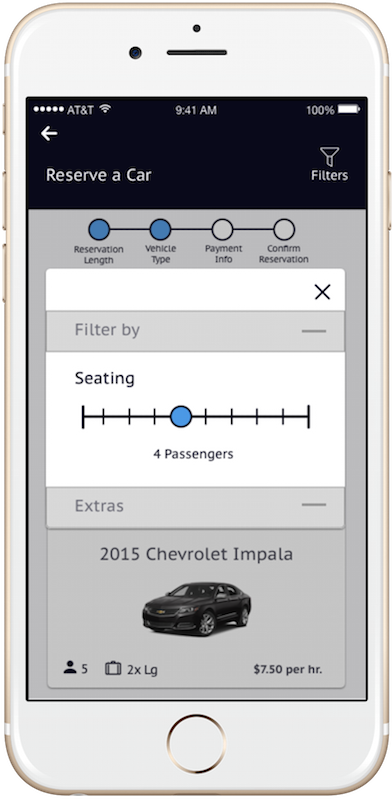 AT&T 9:41 AM 100%
Reserve a Car
Filters
Reservation Length
Vehicle Type
Payment Info
Confirm Reservation
Filter by
Seating
4 Passengers
Extras
2015 Chevrolet Impala
5 2x Lg $7.50 per hr.